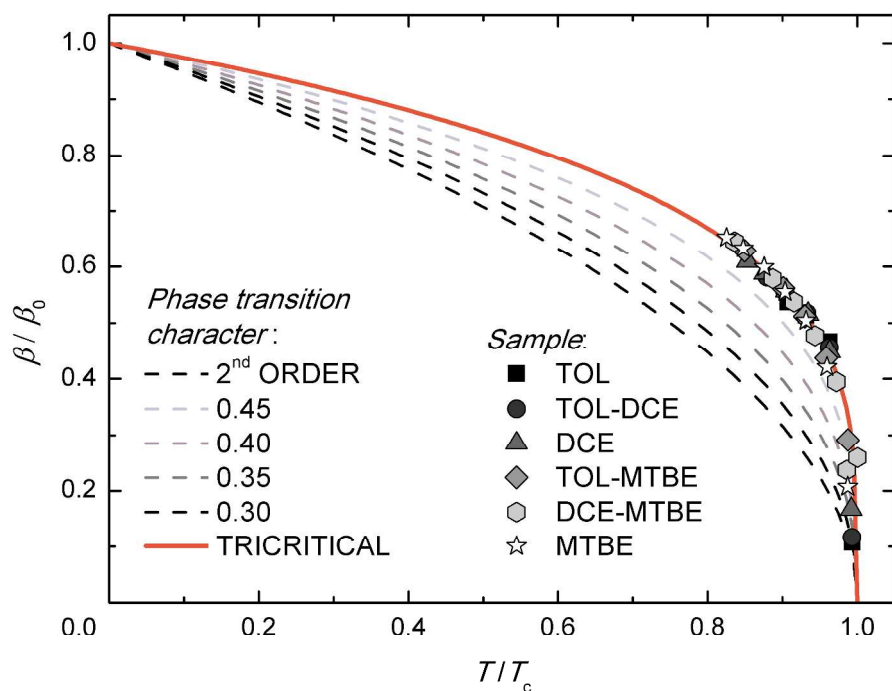 1.0
0.8
0.6
0.4
0.2
0.0 0.2 0.4 0.6 0.8 1.0
β/β0
T/Tc
Phase transition
character:
2nd ORDER
0.45
0.40
0.35
0.30
TRICRITICAL
Sample:
TOL
TOL-DCE
DCE
TOL-MTBE
DCE-MTBE
MTBE